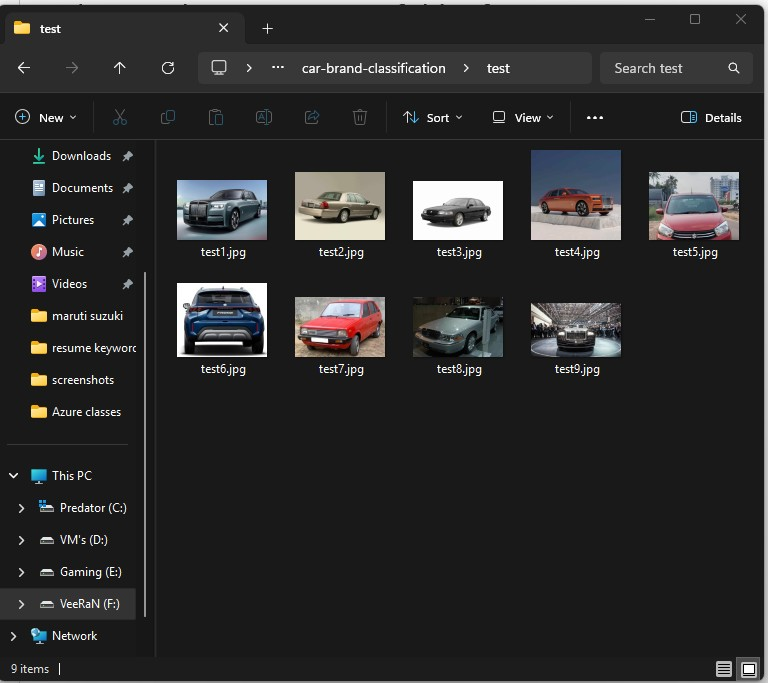 test
car-brand-classification
test
Search test
New
Sort
View
Details
Downloads
Documents
Pictures
Music
Videos
maruti suzuki
resume keyword
screenshots
Azure classes
This PC
Predator (C:)
VM's (D:)
Gaming (E:)
VeeRaN (F:)
Network
test1.jpg
test2.jpg
test3.jpg
test4.jpg
test5.jpg
test6.jpg
test7.jpg
test8.jpg
test9.jpg
9 items